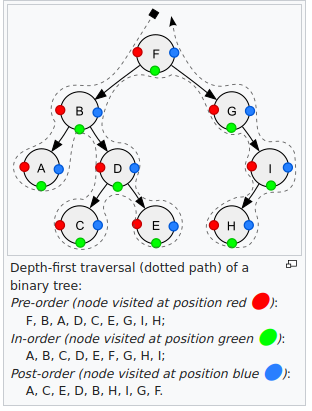 F
B
G
A
D
I
C
E
H
Depth-first traversal (dotted path) of a
binary tree:
Pre-order (node visited at position red ):
F, B, A, D, C, E, G, I, H;
In-order (node visited at position green ):
A, B, C, D, E, F, G, H, I;
Post-order (node visited at position blue ):
A, C, E, D, B, H, I, G, F.